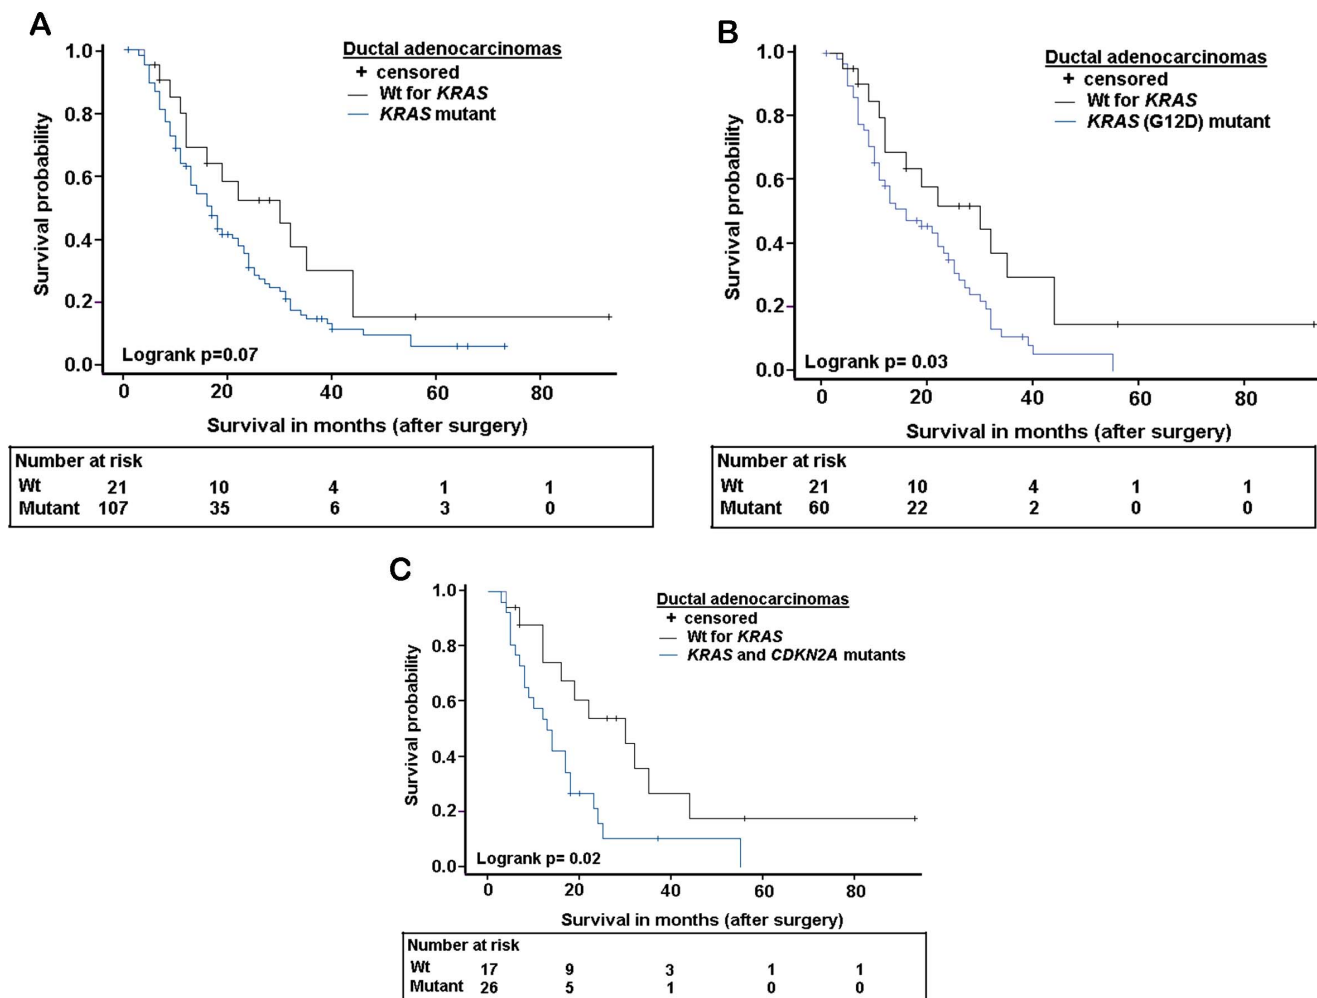 A
Ductal adenocarcinomas
+ censored
Wt for KRAS
KRAS mutant
Survival probability
1.0
0.8
0.6
0.4
0.2
0.0
Logrank p=0.07
0 20 40 60 80
Survival in months (after surgery)
Number at risk
Wt 21 10 4 1 1
Mutant 107 35 6 3 0
B
Ductal adenocarcinomas
+ censored
Wt for KRAS
KRAS (G12D) mutant
Survival probability
1.0
0.8
0.6
0.4
0.2
0.0
Logrank p= 0.03
0 20 40 60 80
Survival in months (after surgery)
Number at risk
Wt 21 10 4 1 1
Mutant 60 22 2 0 0
C
Ductal adenocarcinomas
+ censored
Wt for KRAS
KRAS and CDKN2A mutants
Survival probability
1.0
0.8
0.6
0.4
0.2
0.0
Logrank p= 0.02
0 20 40 60 80
Survival in months (after surgery)
Number at risk
Wt 17 9 3 1 1
Mutant 26 5 1 0 0